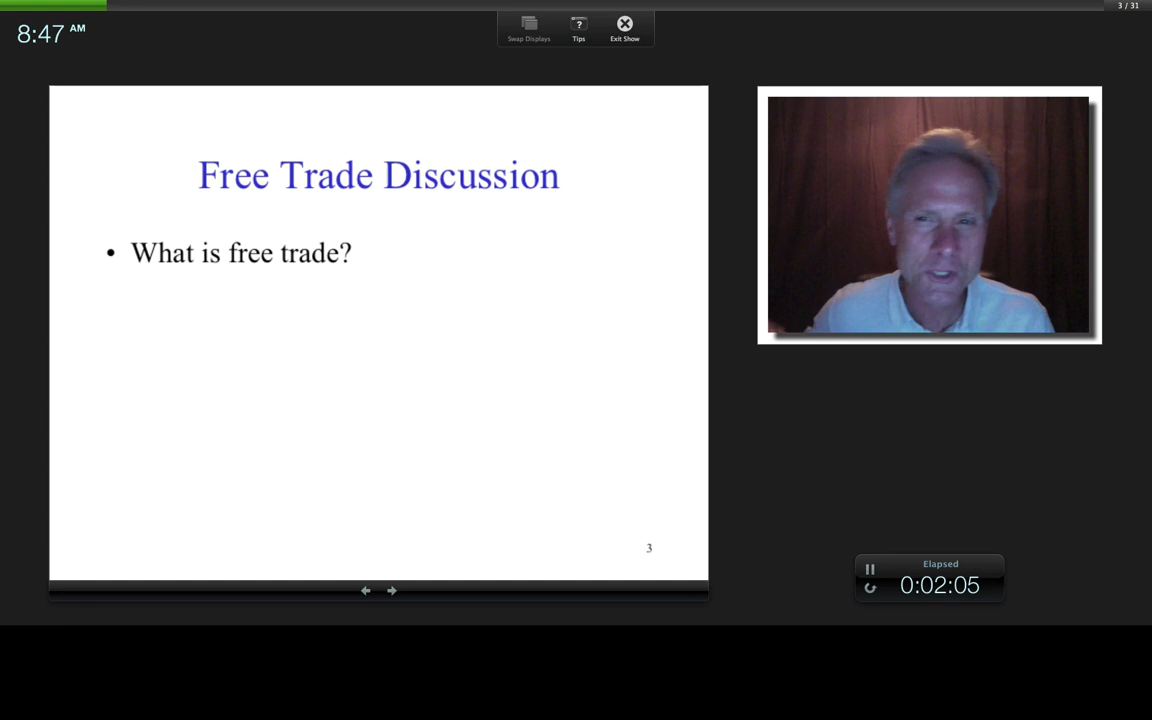 3 / 31
8:47 AM
Swap Displays
Tips
Exit Show
Free Trade Discussion
• What is free trade?
3
Elapsed
0:02:05